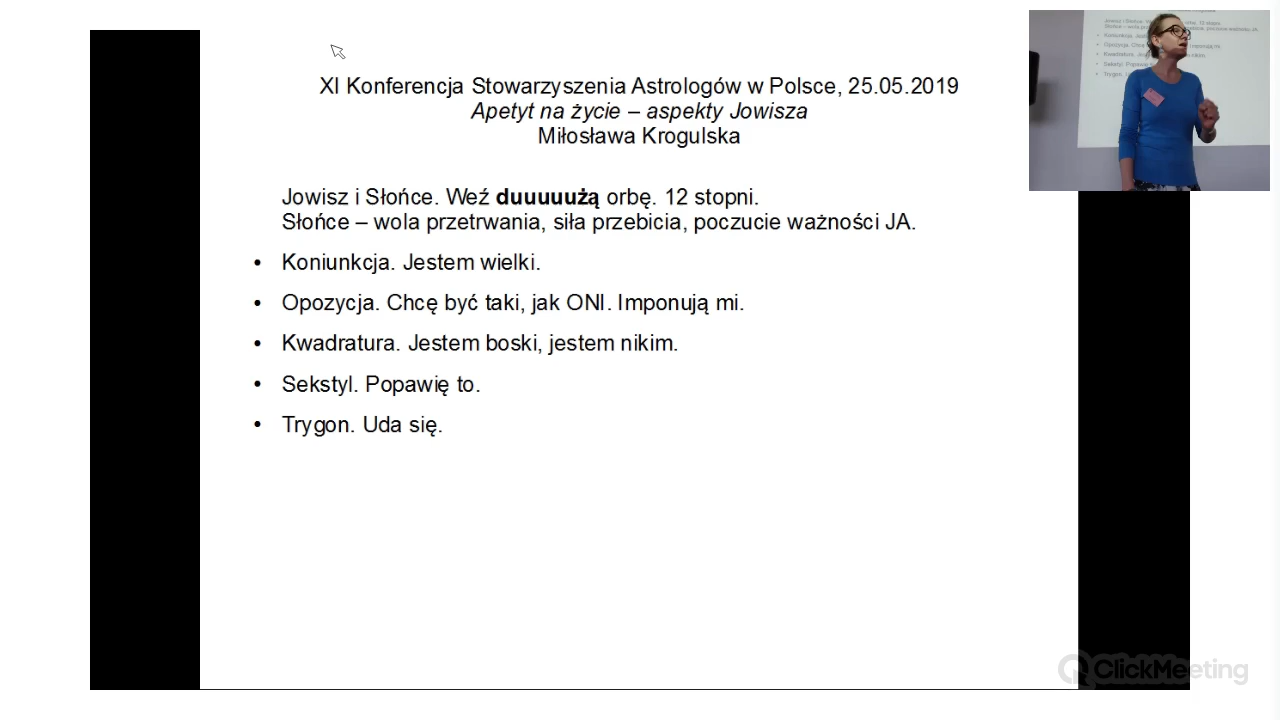 XI Konferencja Stowarzyszenia Astrologów w Polsce, 25.05.2019
Apetyt na życie – aspekty Jowisza
Miłosława Krogulska
Jowisz i Słońce. Weź duuuuużą orbę. 12 stopni.
Słońce – wola przetrwania, siła przebicia, poczucie ważności JA.
• Koniunkcja. Jestem wielki.
• Opozycja. Chcę być taki, jak ONI. Imponują mi.
• Kwadratura. Jestem boski, jestem nikim.
• Sekstyl. Popawię to.
• Trygon. Uda się.
ClickMeeting